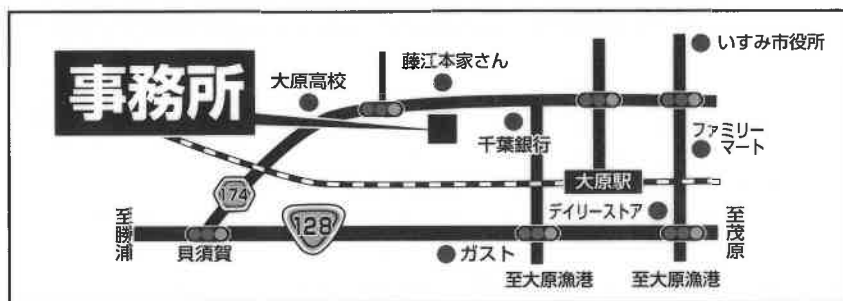 いすみ市役所
藤江本家さん
大原高校
事務所
千葉銀行
ファミリー
マート
174
大原駅
デイリーストア
至勝浦
128
至茂原
貝須賀
ガスト
至大原漁港
至大原漁港